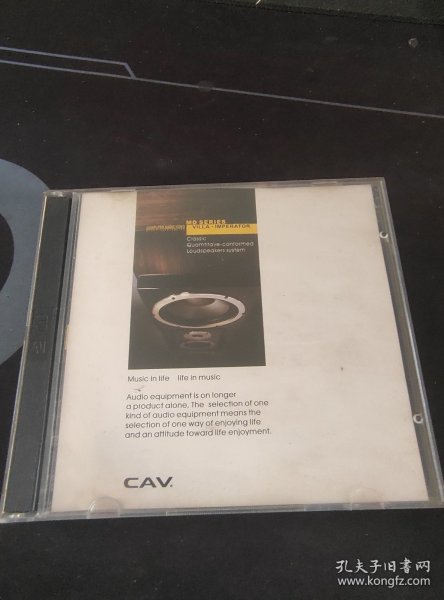 MD SERIES
VILLA-IMPERATOR
Classic
Quantitave-conformed
Loudspeakers system
Music in life life in music
Audio equipment is on longer
a product alone, The selection of one
kind of audio equipment means the
selection of one way of enjoying life
and an attitude toward life enjoyment.
CAV.
孔夫子旧书网
www.kongfz.com